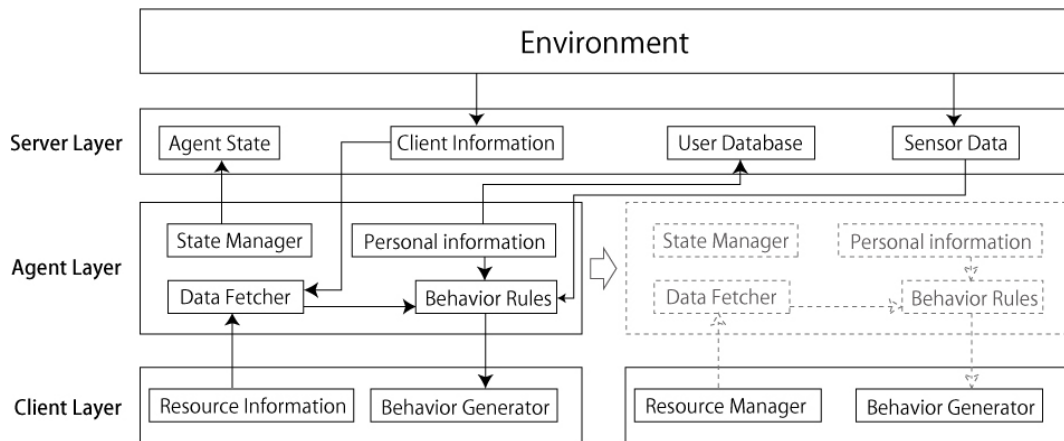 Environment
Server Layer
Agent State
Client Information
User Database
Sensor Data
Agent Layer
State Manager
Personal information
Data Fetcher
Behavior Rules
State Manager
Personal information
Data Fetcher
Behavior Rules
Client Layer
Resource Information
Behavior Generator
Resource Manager
Behavior Generator